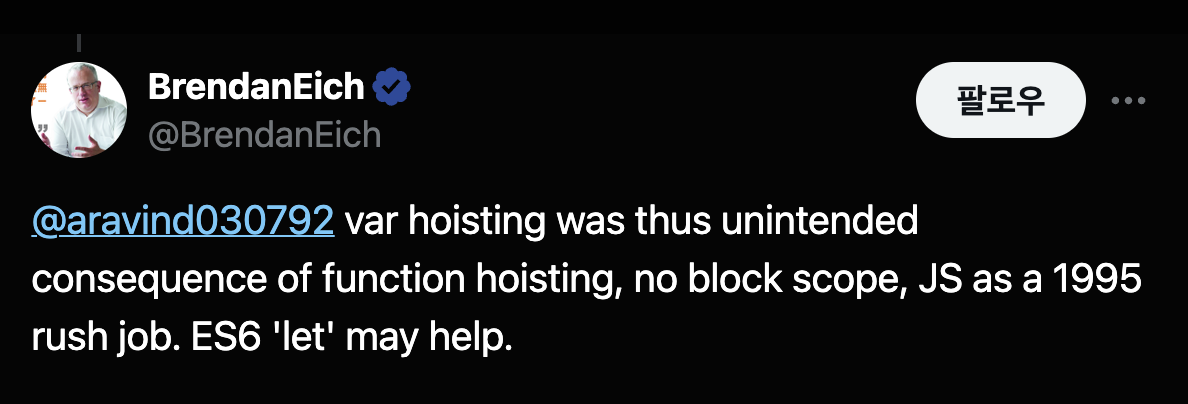 BrendanEich
@BrendanEich
팔로우
@aravind030792 var hoisting was thus unintended
consequence of function hoisting, no block scope, JS as a 1995
rush job. ES6 'let' may help.